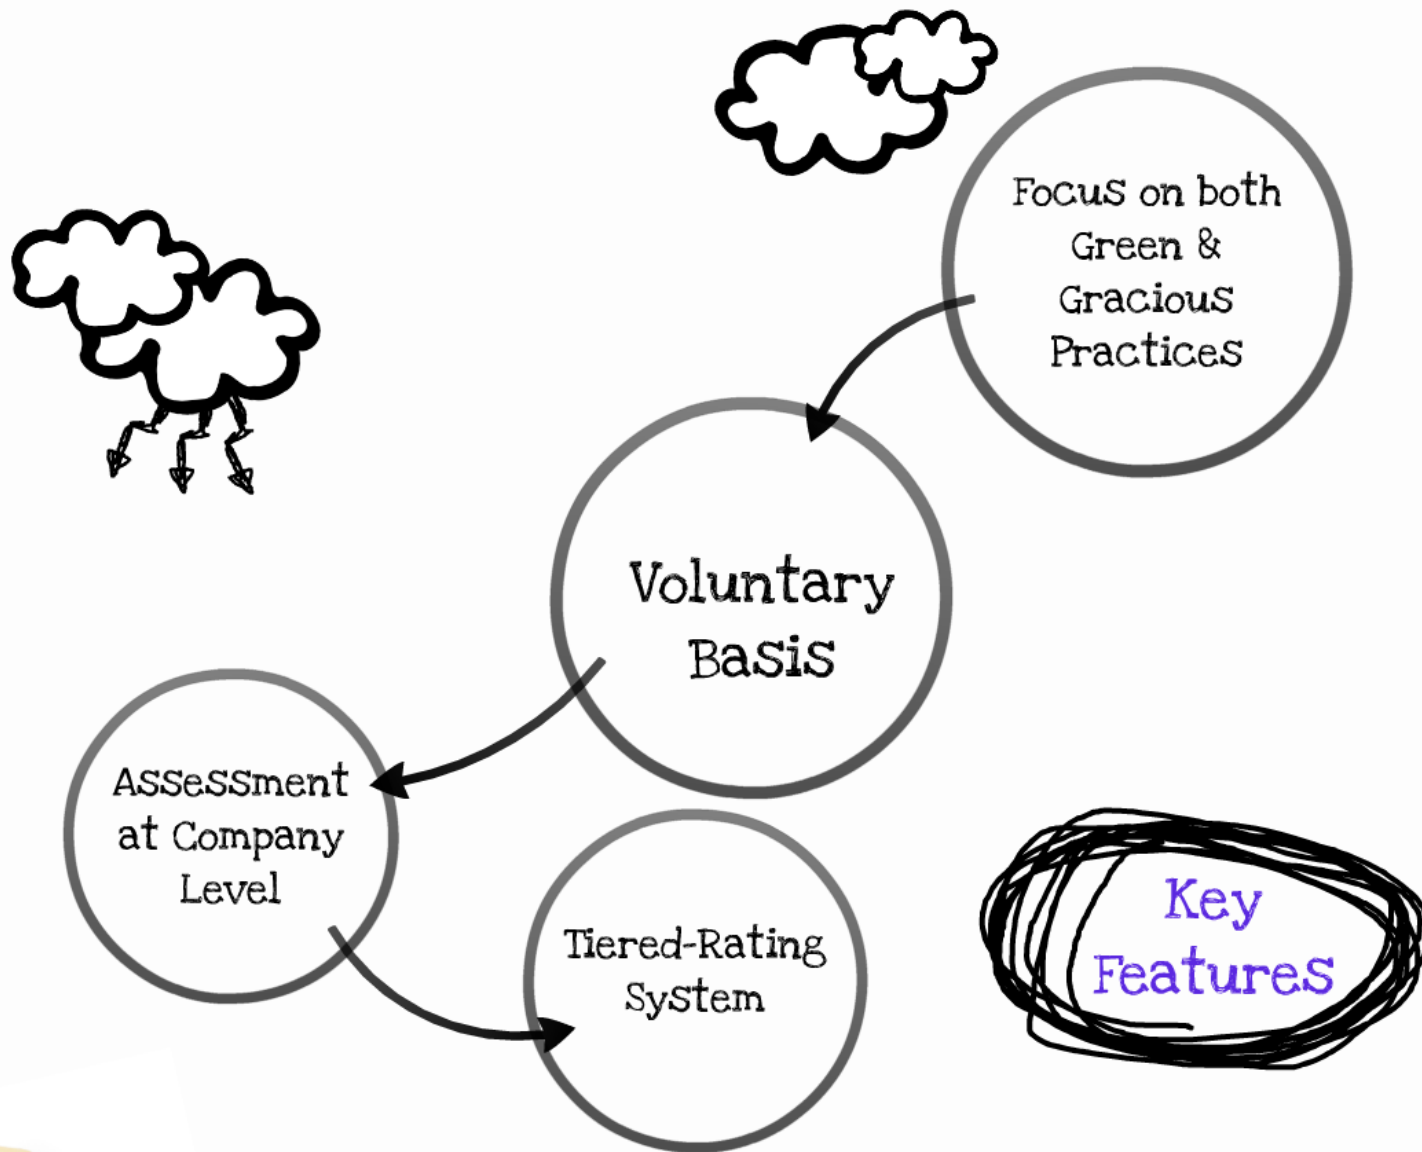 Focus on both
Green &
Gracious
Practices
Voluntary
Basis
Assessment
at Company
Level
Tiered-Rating
System
Key
Features